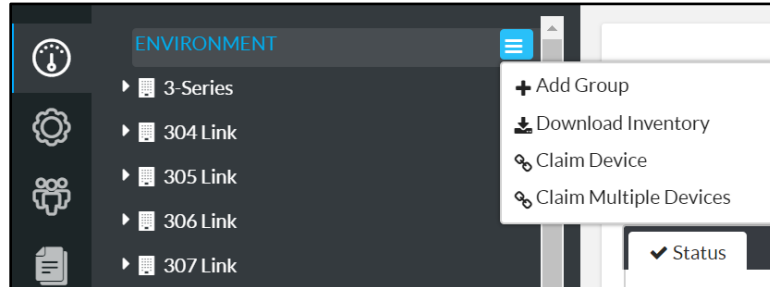 ENVIRONMENT
3-Series
304 Link
305 Link
306 Link
307 Link
Add Group
Download Inventory
Claim Device
Claim Multiple Devices
Status